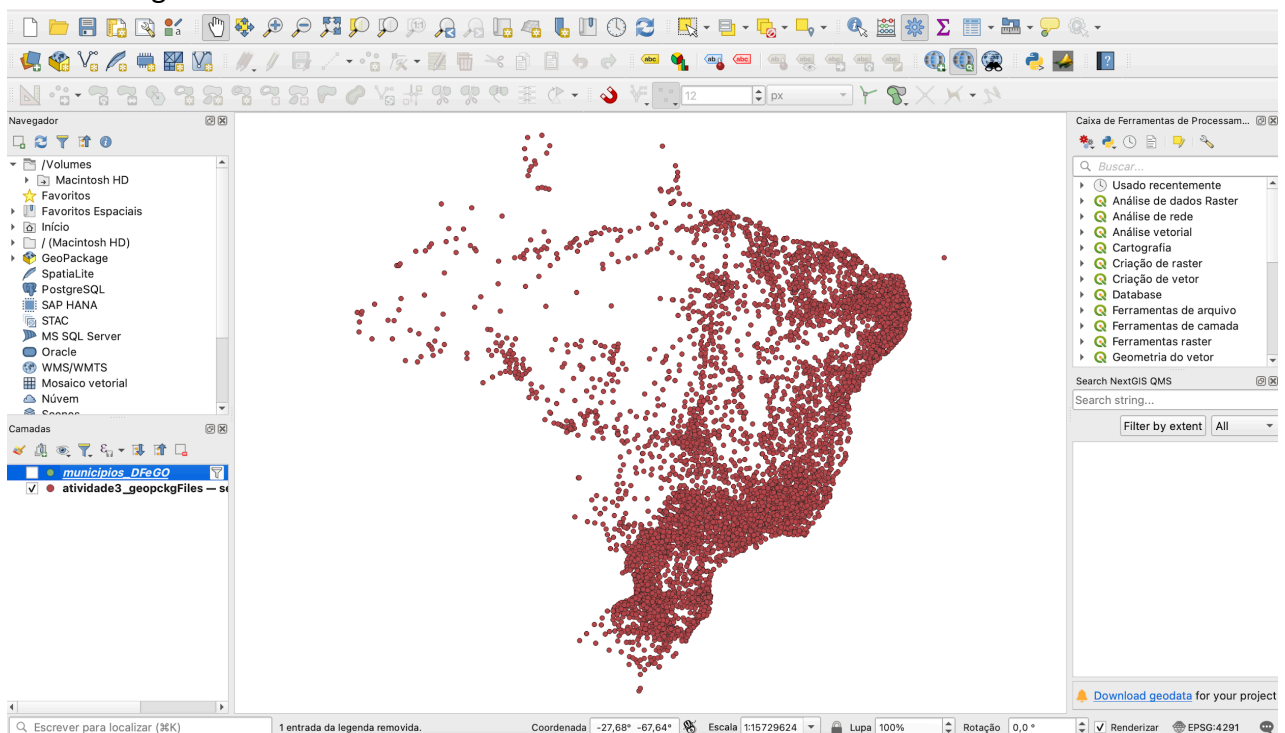 12
px
Navegador
/Volumes
Macintosh HD
Favoritos
Favoritos Espaciais
Início
/ (Macintosh HD)
GeoPackage
SpatiaLite
PostgreSQL
SAP HANA
STAC
MS SQL Server
Oracle
WMS/WMTS
Mosaico vetorial
Núvem
Scenes
Camadas
municipios_DFeGO
atividade3_geopckgFiles — se
Caixa de Ferramentas de Processam...
Buscar...
Usado recentemente
Análise de dados Raster
Análise de rede
Análise vetorial
Cartografia
Criação de raster
Criação de vetor
Database
Ferramentas de arquivo
Ferramentas de camada
Ferramentas raster
Geometria do vetor
Search NextGIS QMS
Search string...
Filter by extent All
Download geodata for your project
Escrever para localizar (⌘K) 1 entrada da legenda removida. Coordenada -27,68° -67,64° Escala 1:15729624 Lupa 100% Rotação 0,0 ° Renderizar EPSG:4291